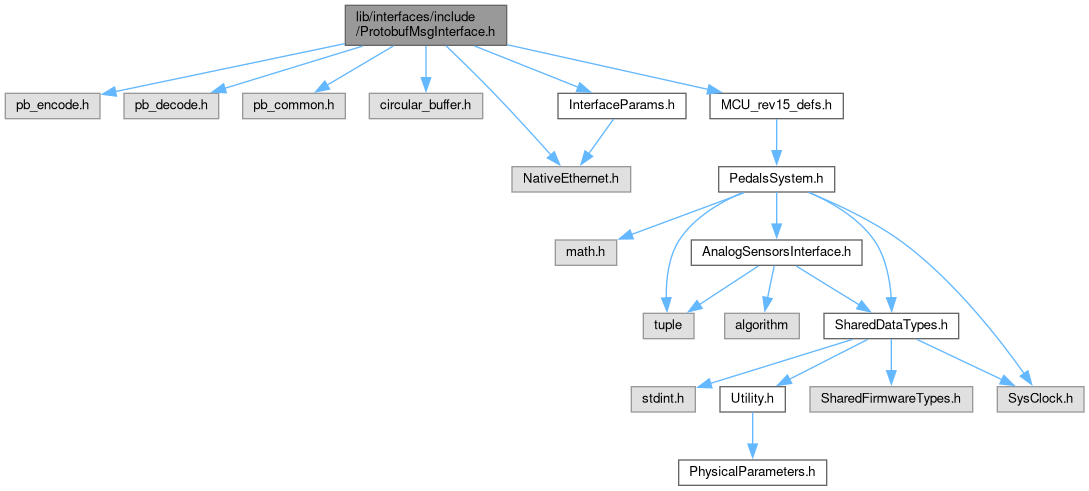 lib/interfaces/include
/ProtobufMsgInterface.h
pb_encode.h
pb_decode.h
pb_common.h
circular_buffer.h
InterfaceParams.h
MCU_rev15_defs.h
NativeEthernet.h
PedalsSystem.h
math.h
AnalogSensorsInterface.h
tuple
algorithm
SharedDataTypes.h
stdint.h
Utility.h
SharedFirmwareTypes.h
SysClock.h
PhysicalParameters.h